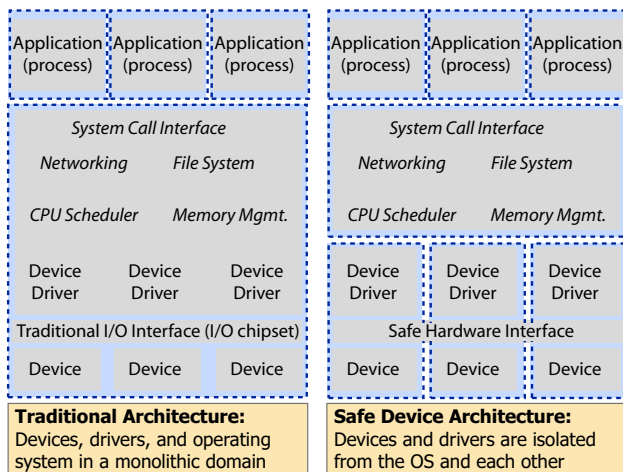 Application Application Application
(process) (process) (process)
System Call Interface
Networking File System
CPU Scheduler Memory Mgmt.
Device Device Device
Driver Driver Driver
Traditional I/O Interface (I/O chipset)
Device Device Device
Traditional Architecture:
Devices, drivers, and operating
system in a monolithic domain
Application Application Application
(process) (process) (process)
System Call Interface
Networking File System
CPU Scheduler Memory Mgmt.
Device Device Device
Driver Driver Driver
Safe Hardware Interface
Device Device Device
Safe Device Architecture:
Devices and drivers are isolated
from the OS and each other